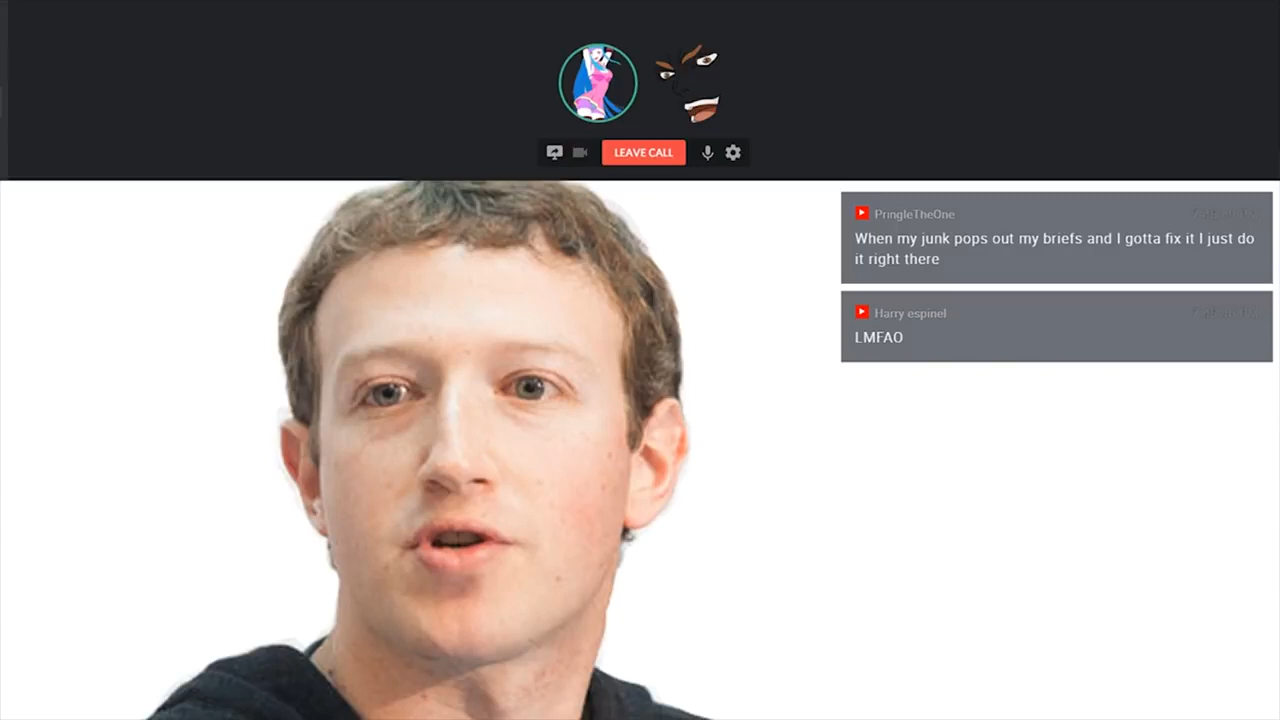 LEAVE CALL
PringleTheOne
When my junk pops out my briefs and I gotta fix it I just do
it right there
Harry espinel
LMFAO